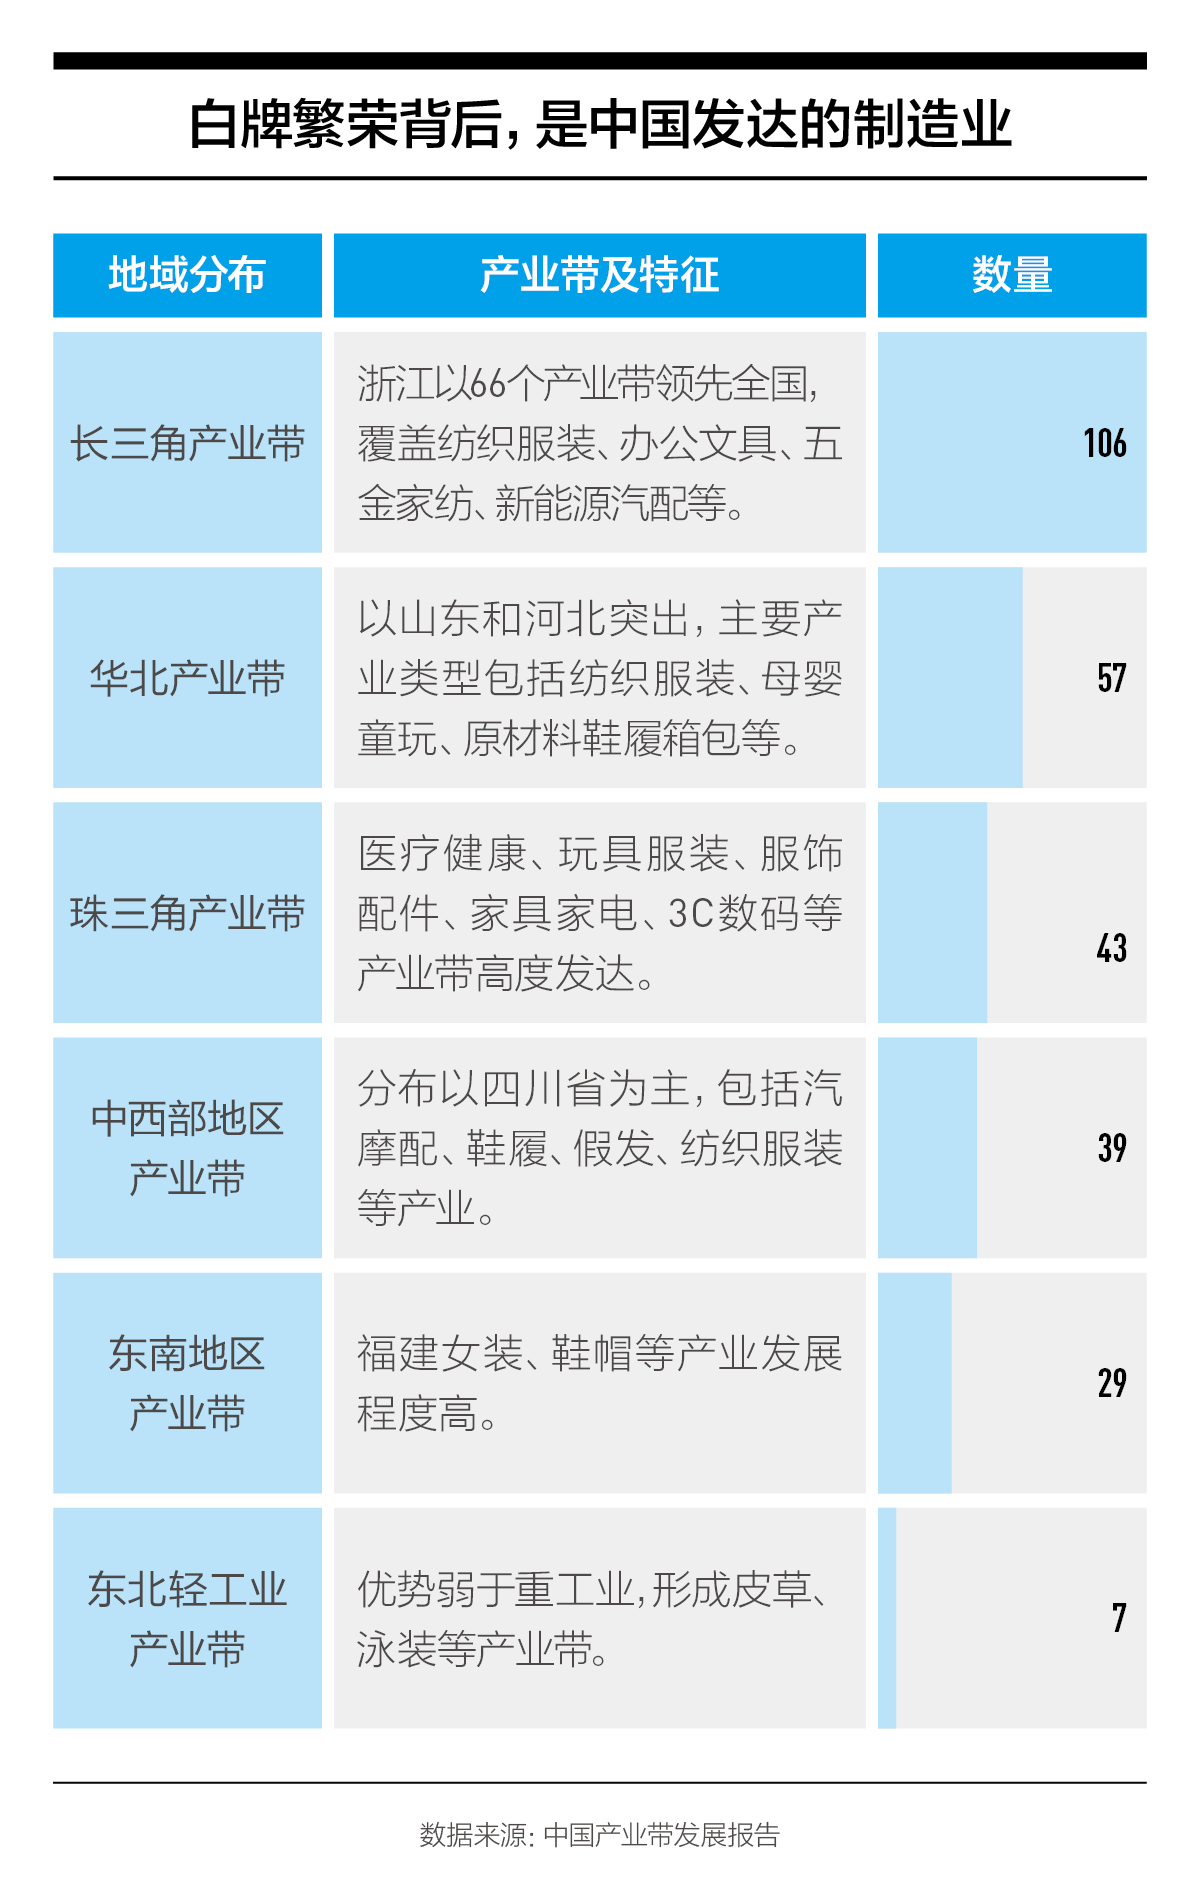 白牌繁荣背后，是中国发达的制造业
地域分布
产业带及特征
数量
长三角产业带
浙江以66个产业带领先全国，
覆盖纺织服装、办公文具、五
金家纺、新能源汽配等。
106
华北产业带
以山东和河北突出，主要产
业类型包括纺织服装、母婴
童玩、原材料鞋履箱包等。
57
珠三角产业带
医疗健康、玩具服装、服饰
配件、家具家电、3C数码等
产业带高度发达。
43
中西部地区
产业带
分布以四川省为主，包括汽
摩配、鞋履、假发、纺织服装
等产业。
39
东南地区
产业带
福建女装、鞋帽等产业发展
程度高。
29
东北轻工业
产业带
优势弱于重工业，形成皮草、
泳装等产业带。
7
数据来源：中国产业带发展报告